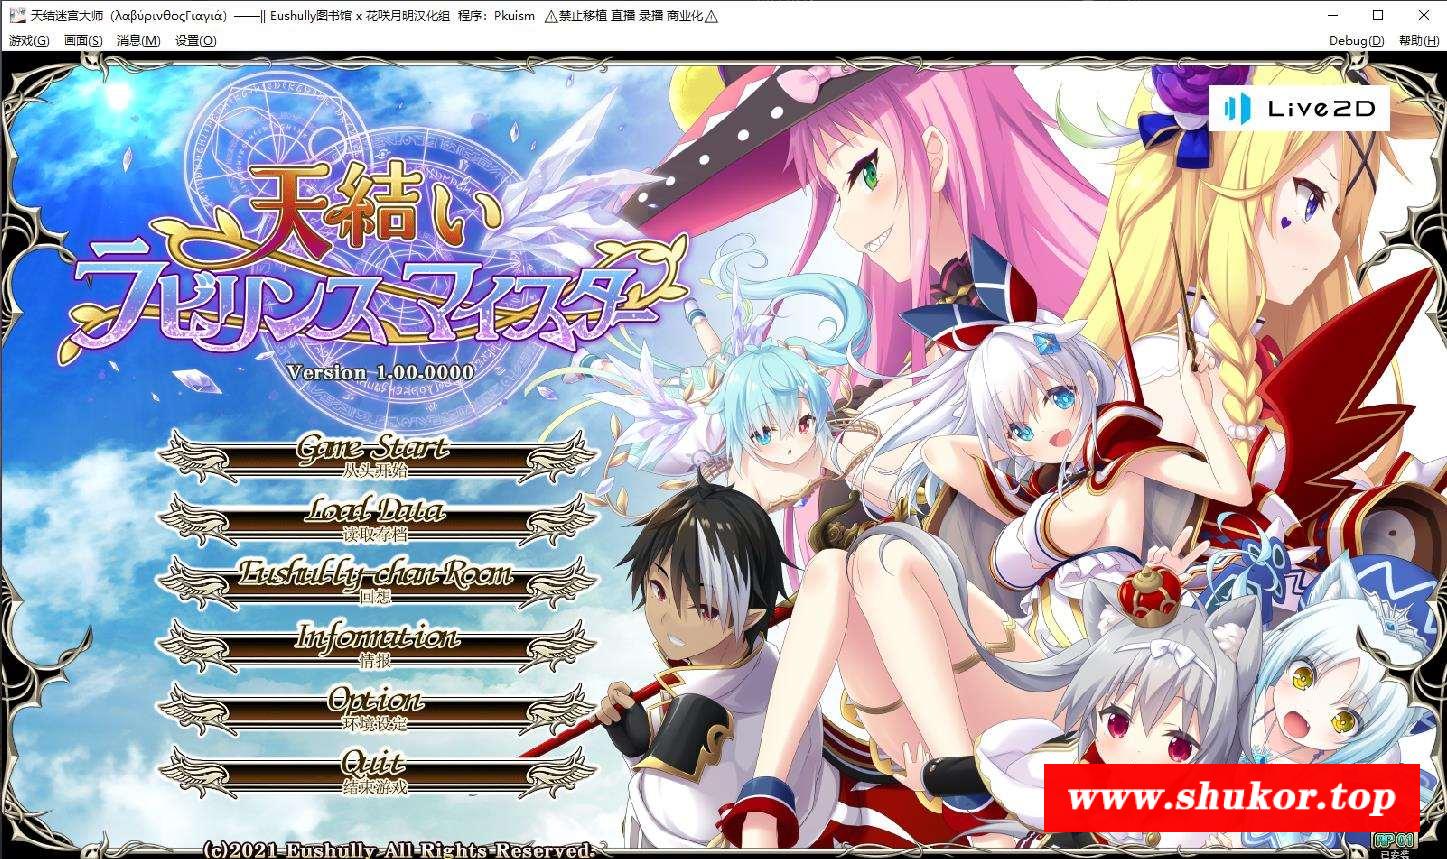 天结迷宫大师（λαβύρινθοςΓιαγιά）——|| Eushully图书馆 x 花咲月明汉化组 程序：Pkuism ⚠禁止移植 直播 录播 商业化⚠
游戏(G) 画面(S) 消息(M) 设置(O) Debug(D) 帮助(H)
Live2D
天結い
ラビリンスマイスター
Version 1.00.0000
Game Start
从头开始
Load Data
读取存档
Eushully chan Room
回想
Information
情报
Option
环境设定
Quit
结束游戏
www.shukor.top
AP 01
已安装
(c)2021 Eushully All Rights Reserved.